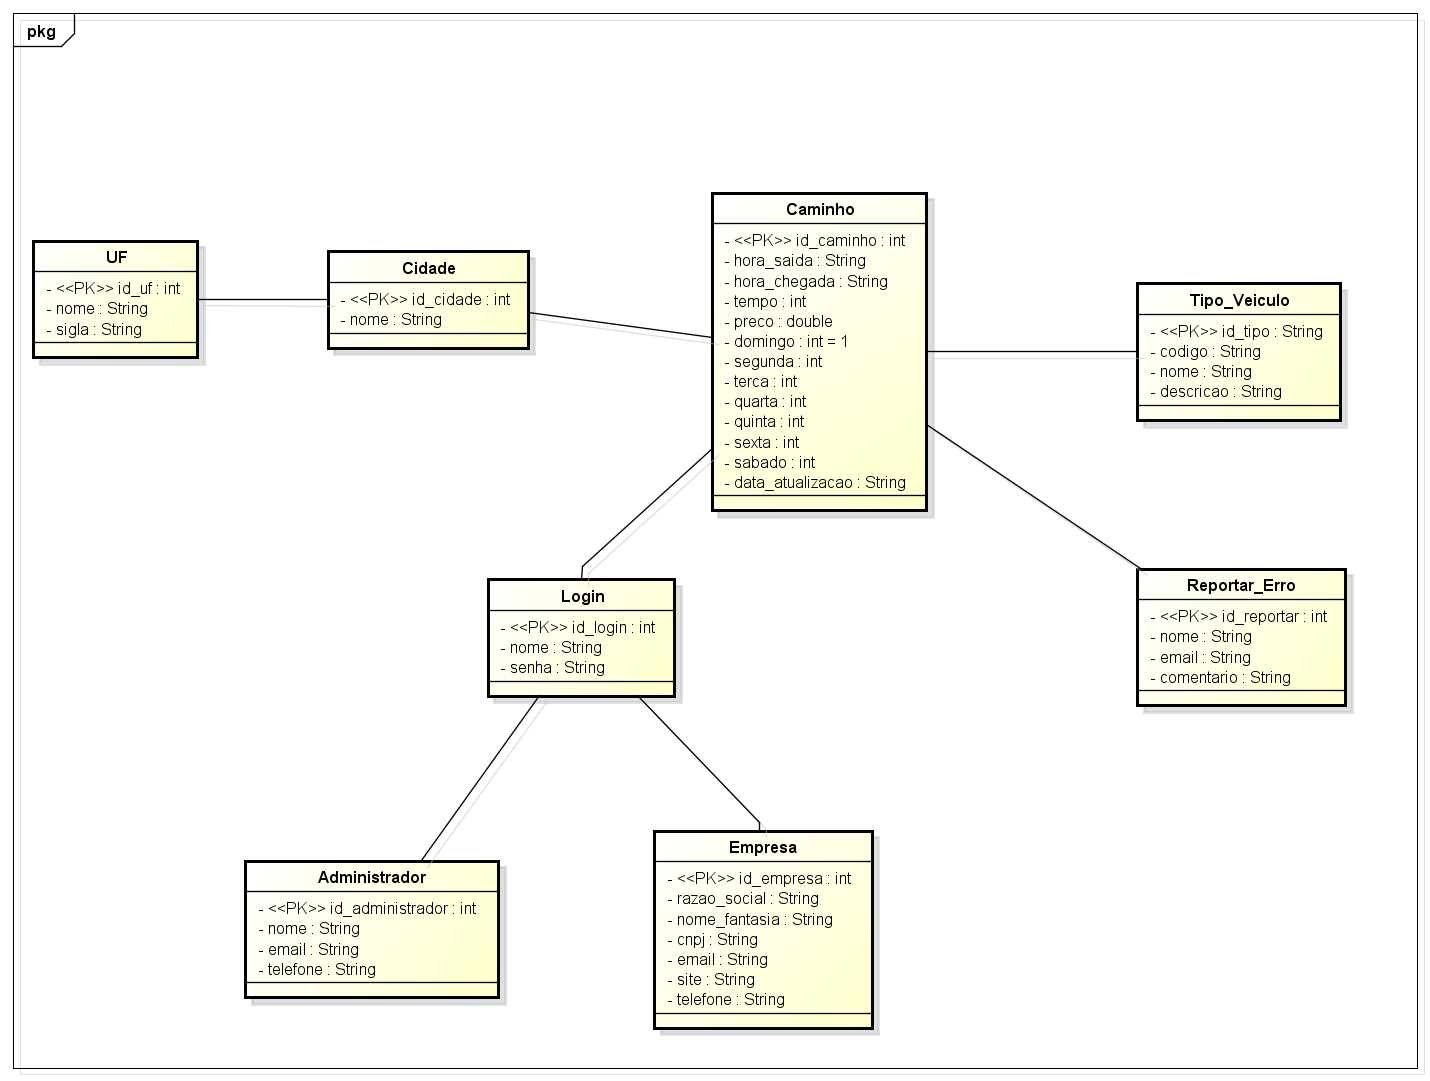 pkg
UF
- <<PK>> id_uf : int
- nome : String
- sigla : String
Cidade
- <<PK>> id_cidade : int
- nome : String
Caminho
- <<PK>> id_caminho : int
- hora_saida : String
- hora_chegada : String
- tempo : int
- preco : double
- domingo : int = 1
- segunda : int
- terca : int
- quarta : int
- quinta : int
- sexta : int
- sabado : int
- data_atualizacao : String
Tipo_Veiculo
- <<PK>> id_tipo : String
- codigo : String
- nome : String
- descricao : String
Login
- <<PK>> id_login : int
- nome : String
- senha : String
Reportar_Erro
- <<PK>> id_reportar : int
- nome : String
- email : String
- comentario : String
Administrador
- <<PK>> id_administrador : int
- nome : String
- email : String
- telefone : String
Empresa
- <<PK>> id_empresa : int
- razao_social : String
- nome_fantasia : String
- cnpj : String
- email : String
- site : String
- telefone : String